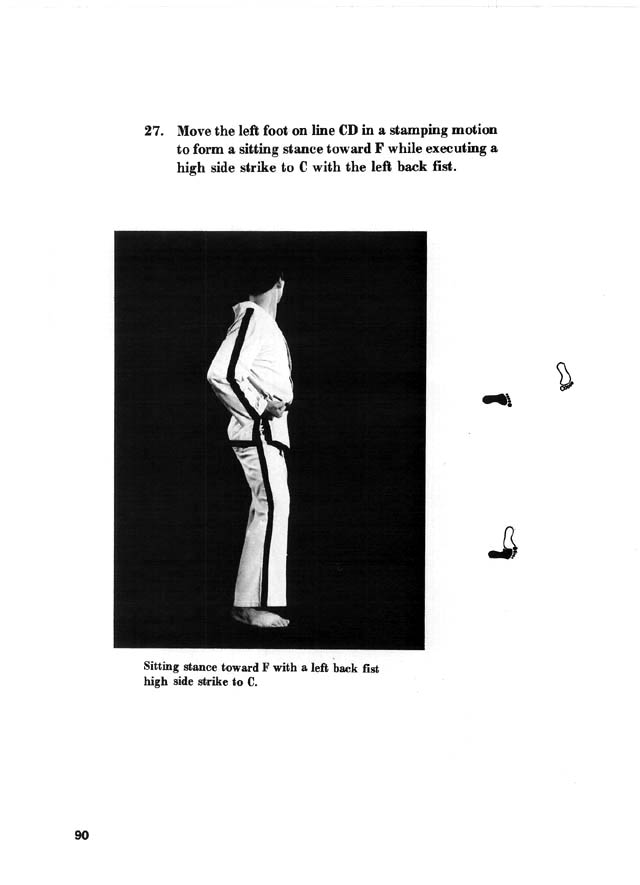 27. Move the left foot on line CD in a stamping motion
to form a sitting stance toward F while executing a
high side strike to C with the left back fist.
Sitting stance toward F with a left back fist
high side strike to C.
90